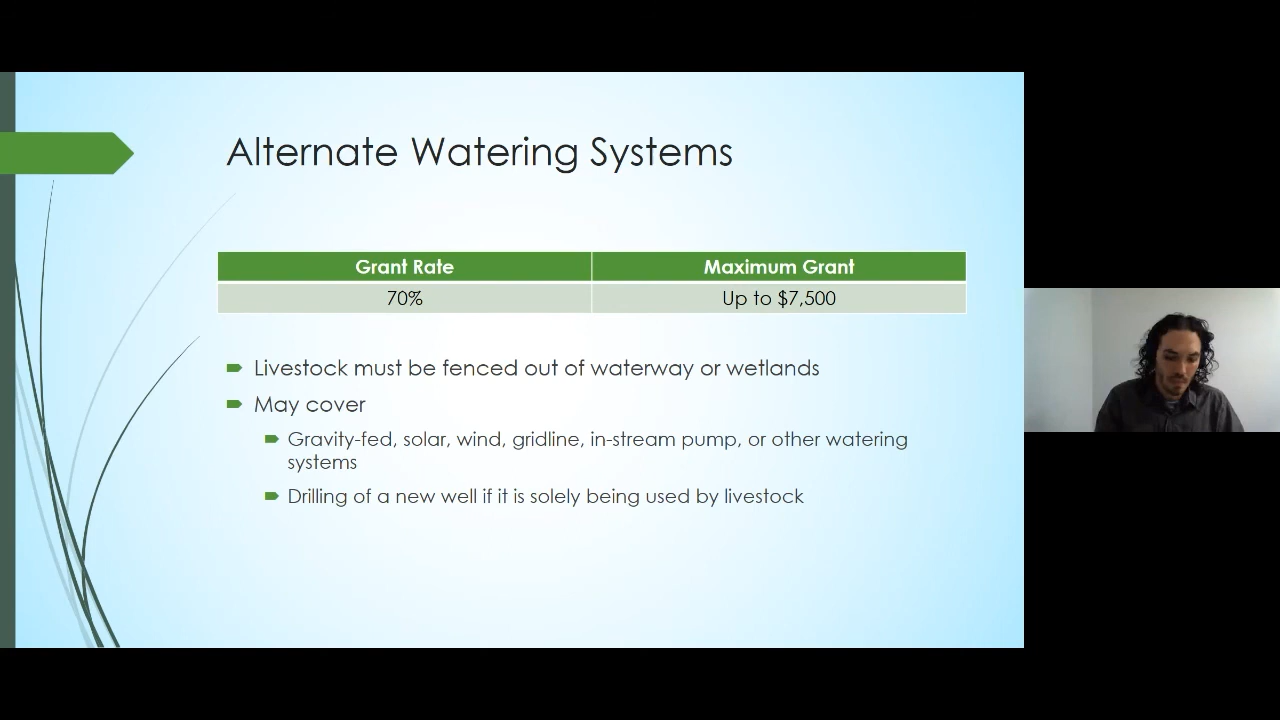 Alternate Watering Systems
Grant Rate
Maximum Grant
70%
Up to $7,500
Livestock must be fenced out of waterway or wetlands
May cover
Gravity-fed, solar, wind, gridline, in-stream pump, or other watering
systems
Drilling of a new well if it is solely being used by livestock